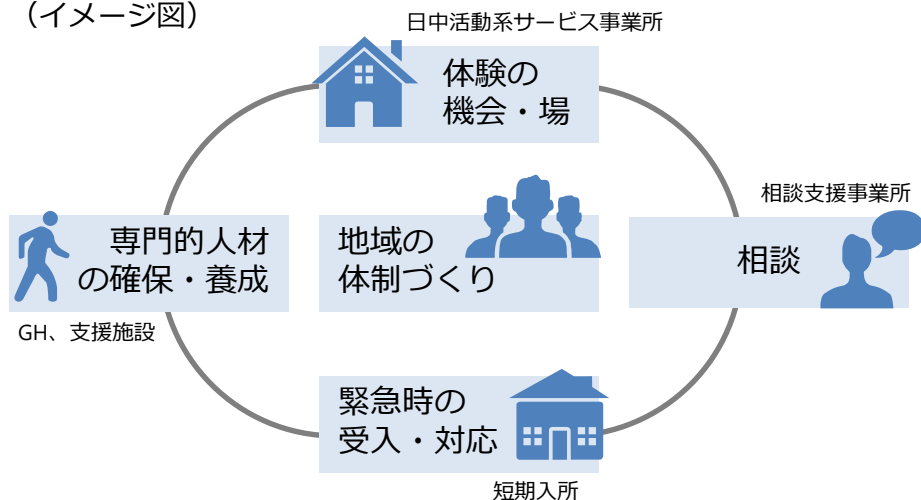 （イメージ図）
日中活動系サービス事業所
体験の
機会・場
相談支援事業所
専門的人材
の確保・養成
地域の
体制づくり
相談
GH、支援施設
緊急時の
受入・対応
短期入所